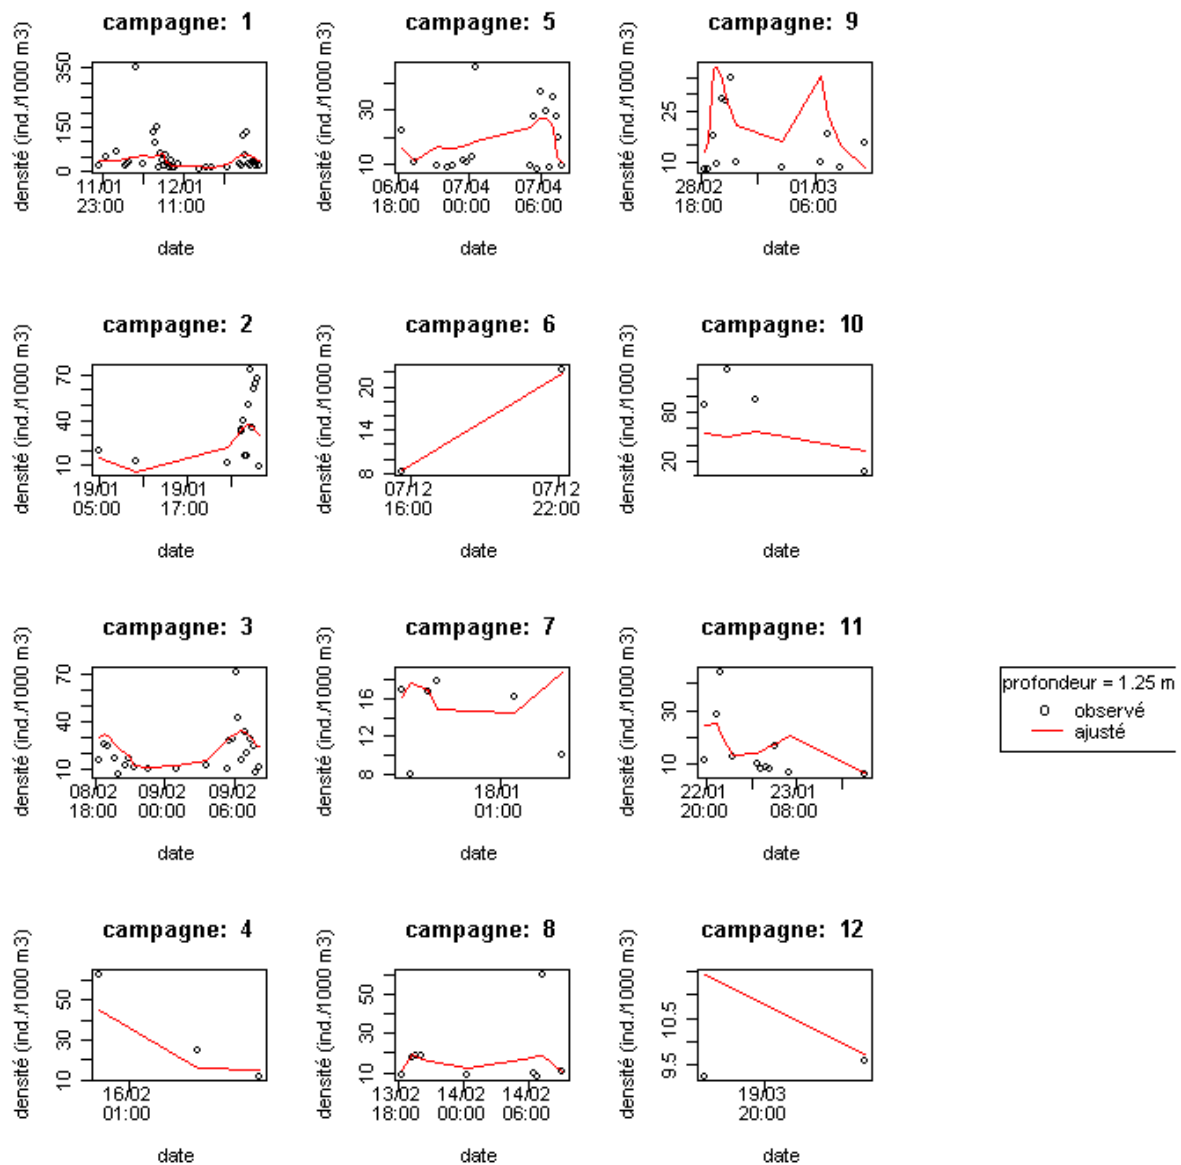 campagne: 1
densité (ind./1000 m3)
0 50 150 350
11/01 23:00
12/01 11:00
date
campagne: 5
densité (ind./1000 m3)
10 30
06/04 18:00
07/04 00:00
07/04 06:00
date
campagne: 9
densité (ind./1000 m3)
10 25
28/02 18:00
01/03 06:00
date
campagne: 2
densité (ind./1000 m3)
10 40 70
19/01 05:00
19/01 17:00
date
campagne: 6
densité (ind./1000 m3)
8 14 20
07/12 16:00
07/12 22:00
date
campagne: 10
densité (ind./1000 m3)
20 80
date
campagne: 3
densité (ind./1000 m3)
10 40 70
08/02 18:00
09/02 00:00
09/02 06:00
date
campagne: 7
densité (ind./1000 m3)
8 12 16
18/01 01:00
date
campagne: 11
densité (ind./1000 m3)
10 30
22/01 20:00
23/01 08:00
date
profondeur = 1.25 m
observé
ajusté
campagne: 4
densité (ind./1000 m3)
10 30 50
16/02 01:00
date
campagne: 8
densité (ind./1000 m3)
10 30 50
13/02 18:00
14/02 00:00
14/02 06:00
date
campagne: 12
densité (ind./1000 m3)
9.5 10.5
19/03 20:00
date